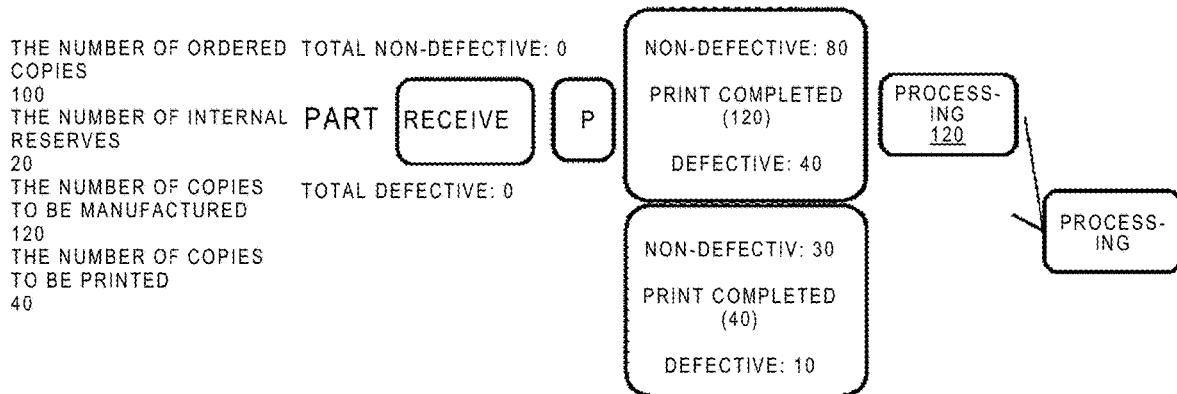 THE NUMBER OF ORDERED
COPIES
100
THE NUMBER OF INTERNAL
RESERVES
20
THE NUMBER OF COPIES
TO BE MANUFACTURED
120
THE NUMBER OF COPIES
TO BE PRINTED
40
TOTAL NON-DEFECTIVE: 0
PART
RECEIVE
P
TOTAL DEFECTIVE: 0
NON-DEFECTIVE: 80
PRINT COMPLETED
(120)
DEFECTIVE: 40
NON-DEFECTIV: 30
PRINT COMPLETED
(40)
DEFECTIVE: 10
PROCESS-
ING
120
PROCESS-
ING